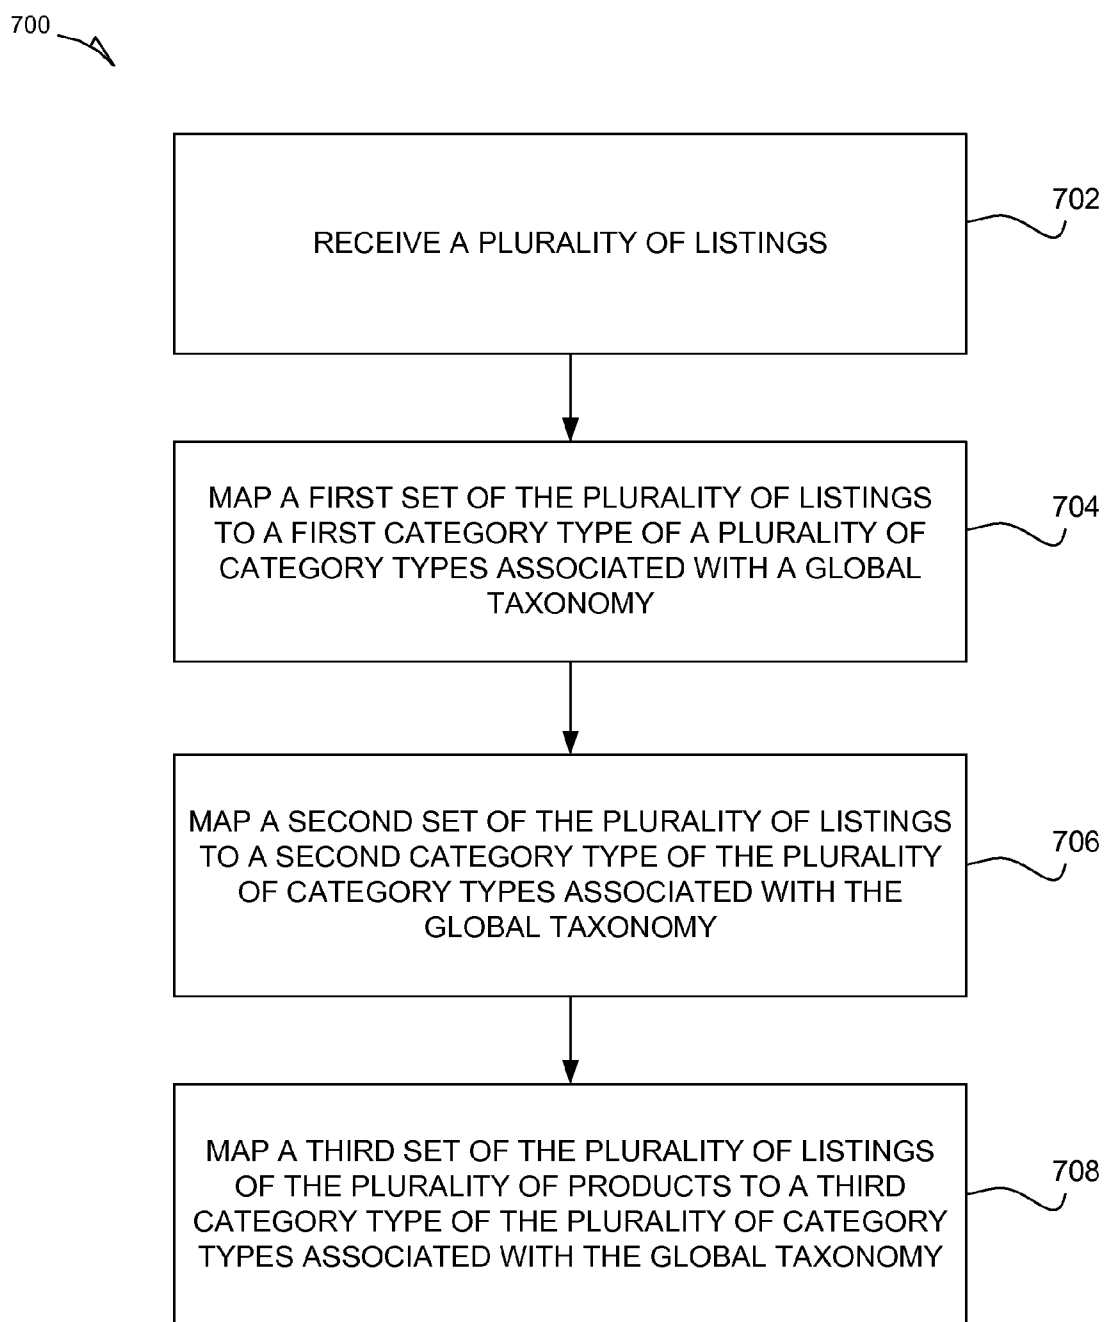 700
RECEIVE A PLURALITY OF LISTINGS
702
MAP A FIRST SET OF THE PLURALITY OF LISTINGS
TO A FIRST CATEGORY TYPE OF A PLURALITY OF
CATEGORY TYPES ASSOCIATED WITH A GLOBAL
TAXONOMY
704
MAP A SECOND SET OF THE PLURALITY OF LISTINGS
TO A SECOND CATEGORY TYPE OF THE PLURALITY
OF CATEGORY TYPES ASSOCIATED WITH THE
GLOBAL TAXONOMY
706
MAP A THIRD SET OF THE PLURALITY OF LISTINGS
OF THE PLURALITY OF PRODUCTS TO A THIRD
CATEGORY TYPE OF THE PLURALITY OF CATEGORY
TYPES ASSOCIATED WITH THE GLOBAL TAXONOMY
708